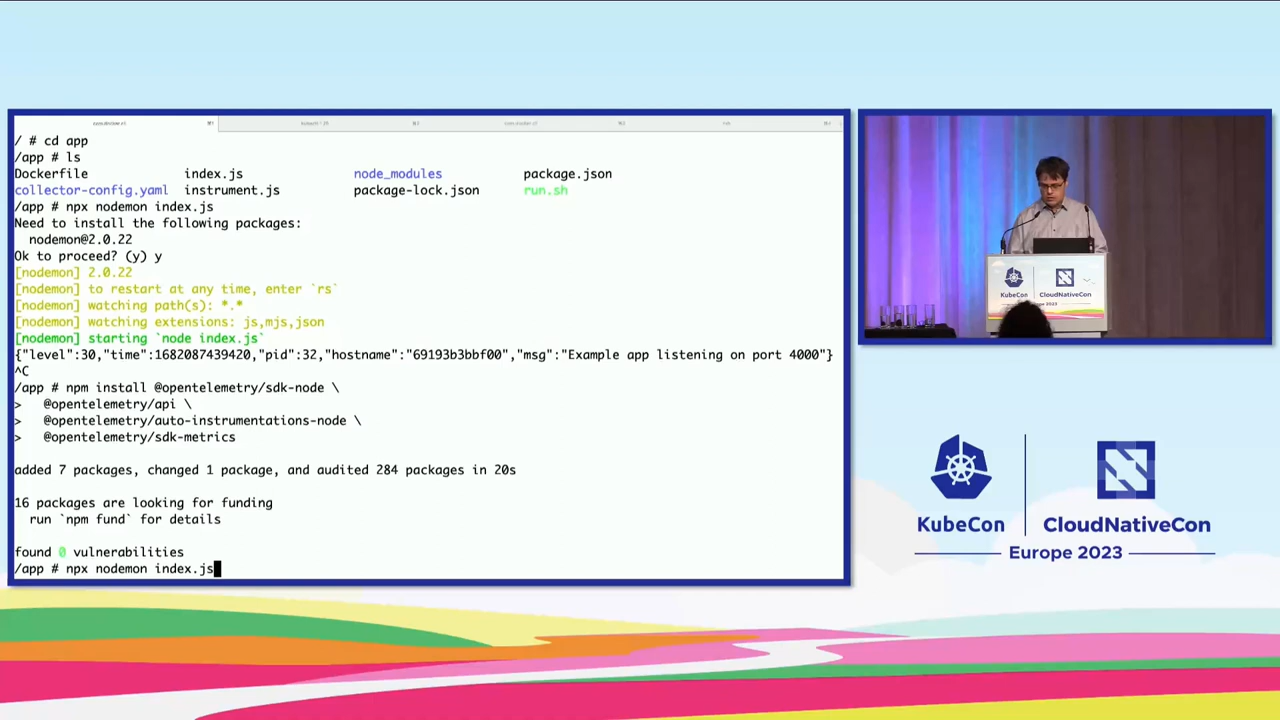 / # cd app
/app # ls
Dockerfile index.js node_modules package.json
collector-config.yaml instrument.js package-lock.json run.sh
/app # npx nodemon index.js
Need to install the following packages:
nodemon@2.0.22
Ok to proceed? (y) y
[nodemon] 2.0.22
[nodemon] to restart at any time, enter `rs`
[nodemon] watching path(s): *.*
[nodemon] watching extensions: js,mjs,json
[nodemon] starting `node index.js`
{"level":30,"time":1682087439420,"pid":32,"hostname":"69193b3bbf00","msg":"Example app listening on port 4000"}
^C
/app # npm install @opentelemetry/sdk-node \
> @opentelemetry/api \
> @opentelemetry/auto-instrumentations-node \
> @opentelemetry/sdk-metrics
added 7 packages, changed 1 package, and audited 284 packages in 20s
16 packages are looking for funding
run `npm fund` for details
found 0 vulnerabilities
/app # npx nodemon index.js
KubeCon CloudNativeCon
Europe 2023
KubeCon CloudNativeCon
Europe 2023